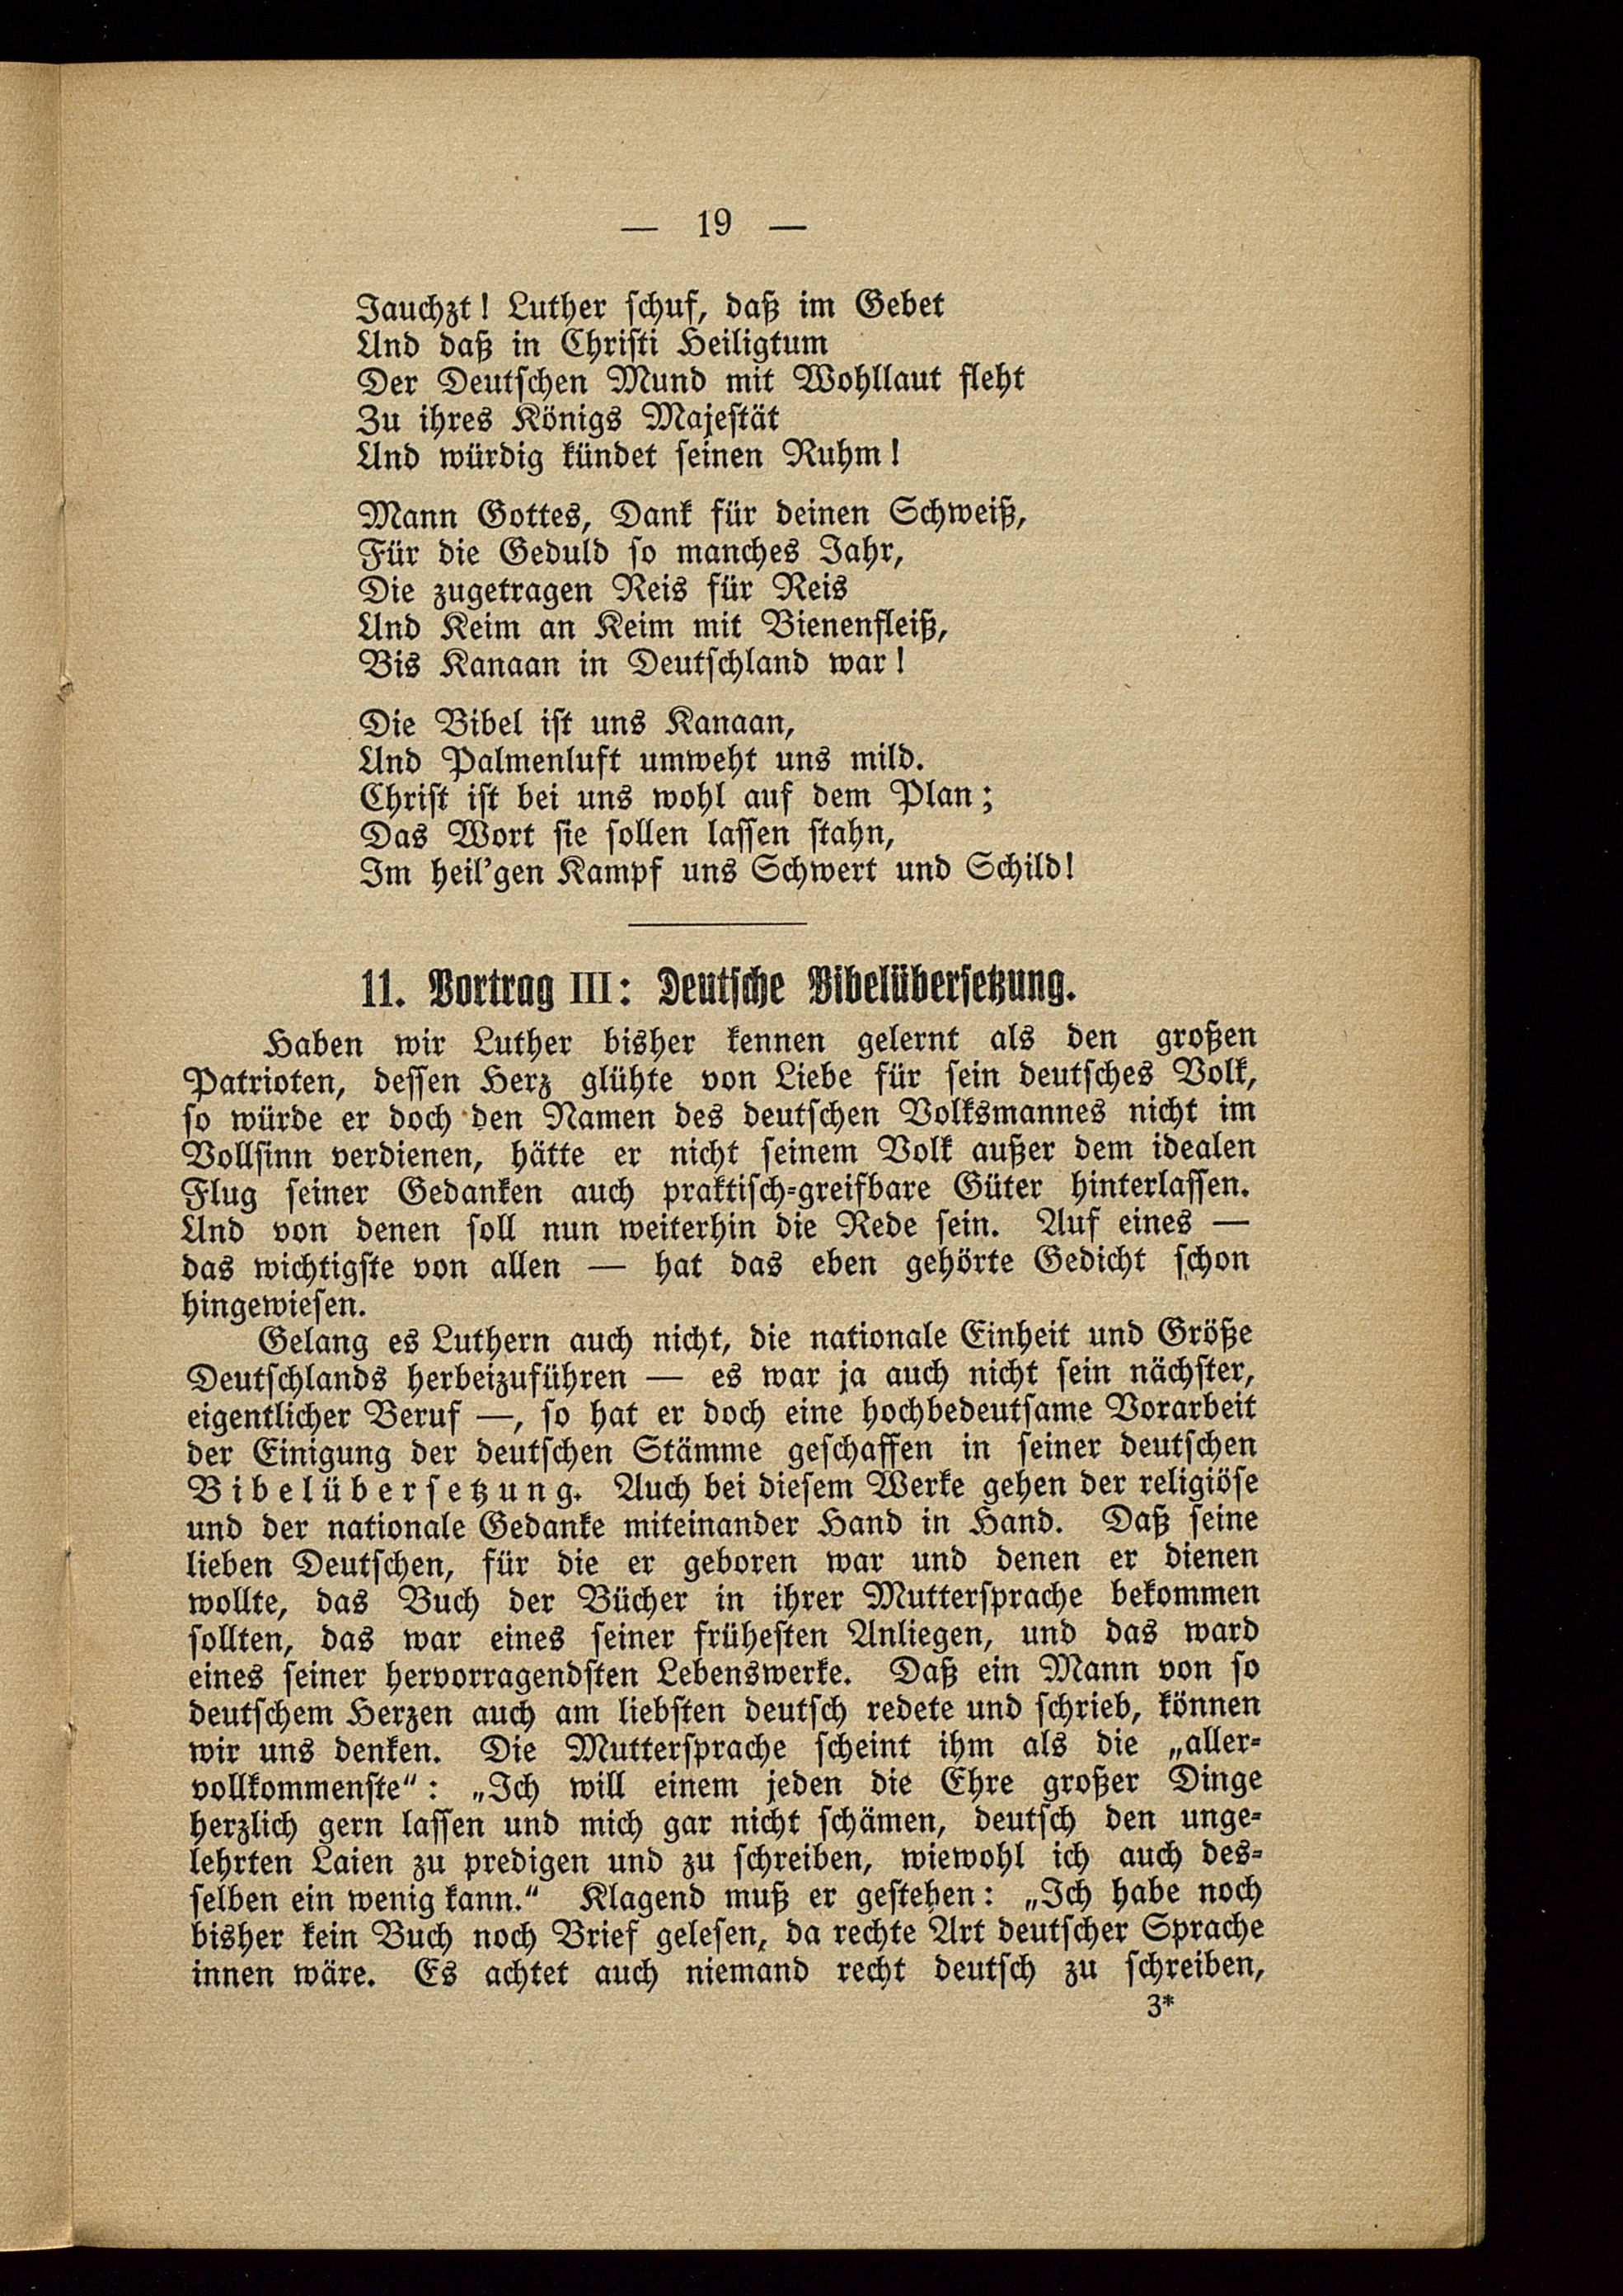 — 19 —
Jauchzt! Luther schuf, daß im Gebet
Und daß in Christi Heiligtum
Der Deutschen Mund mit Wohllaut fleht
Zu ihres Königs Majestät
Und würdig kündet seinen Ruhm!
Mann Gottes, Dank für deinen Schweiß,
Für die Geduld so manches Jahr,
Die zugetragen Reis für Reis
Und Keim an Keim mit Bienenfleiß,
Bis Kanaan in Deutschland war!
Die Bibel ist uns Kanaan,
Und Palmenluft umweht uns mild.
Christ ist bei uns wohl auf dem Plan;
Das Wort sie sollen lassen stahn,
Im heil'gen Kampf uns Schwert und Schild!
11. Vortrag III: Deutsche Bibelübersetzung.
Haben wir Luther bisher kennen gelernt als den großen
Patrioten, dessen Herz glühte von Liebe für sein deutsches Volk,
so würde er doch den Namen des deutschen Volksmannes nicht im
Vollsinn verdienen, hätte er nicht seinem Volk außer dem idealen
Flug seiner Gedanken auch praktisch-greifbare Güter hinterlassen.
Und von denen soll nun weiterhin die Rede sein. Auf eines —
das wichtigste von allen — hat das eben gehörte Gedicht schon
hingewiesen.
Gelang es Luthern auch nicht, die nationale Einheit und Größe
Deutschlands herbeizuführen — es war ja auch nicht sein nächster,
eigentlicher Beruf —, so hat er doch eine hochbedeutsame Vorarbeit
der Einigung der deutschen Stämme geschaffen in seiner deutschen
Bibelübersetzung. Auch bei diesem Werke gehen der religiöse
und der nationale Gedanke miteinander Hand in Hand. Daß seine
lieben Deutschen, für die er geboren war und denen er dienen
wollte, das Buch der Bücher in ihrer Muttersprache bekommen
sollten, das war eines seiner frühesten Anliegen, und das ward
eines seiner hervorragendsten Lebenswerke. Daß ein Mann von so
deutschem Herzen auch am liebsten deutsch redete und schrieb, können
wir uns denken. Die Muttersprache scheint ihm als die „aller-
vollkommenste“: „Ich will einem jeden die Ehre großer Dinge
herzlich gern lassen und mich gar nicht schämen, deutsch den unge-
lehrten Laien zu predigen und zu schreiben, wiewohl ich auch des-
selben ein wenig kann.“ Klagend muß er gestehen: „Ich habe noch
bisher kein Buch noch Brief gelesen, da rechte Art deutscher Sprache
innen wäre. Es achtet auch niemand recht deutsch zu schreiben,
3*